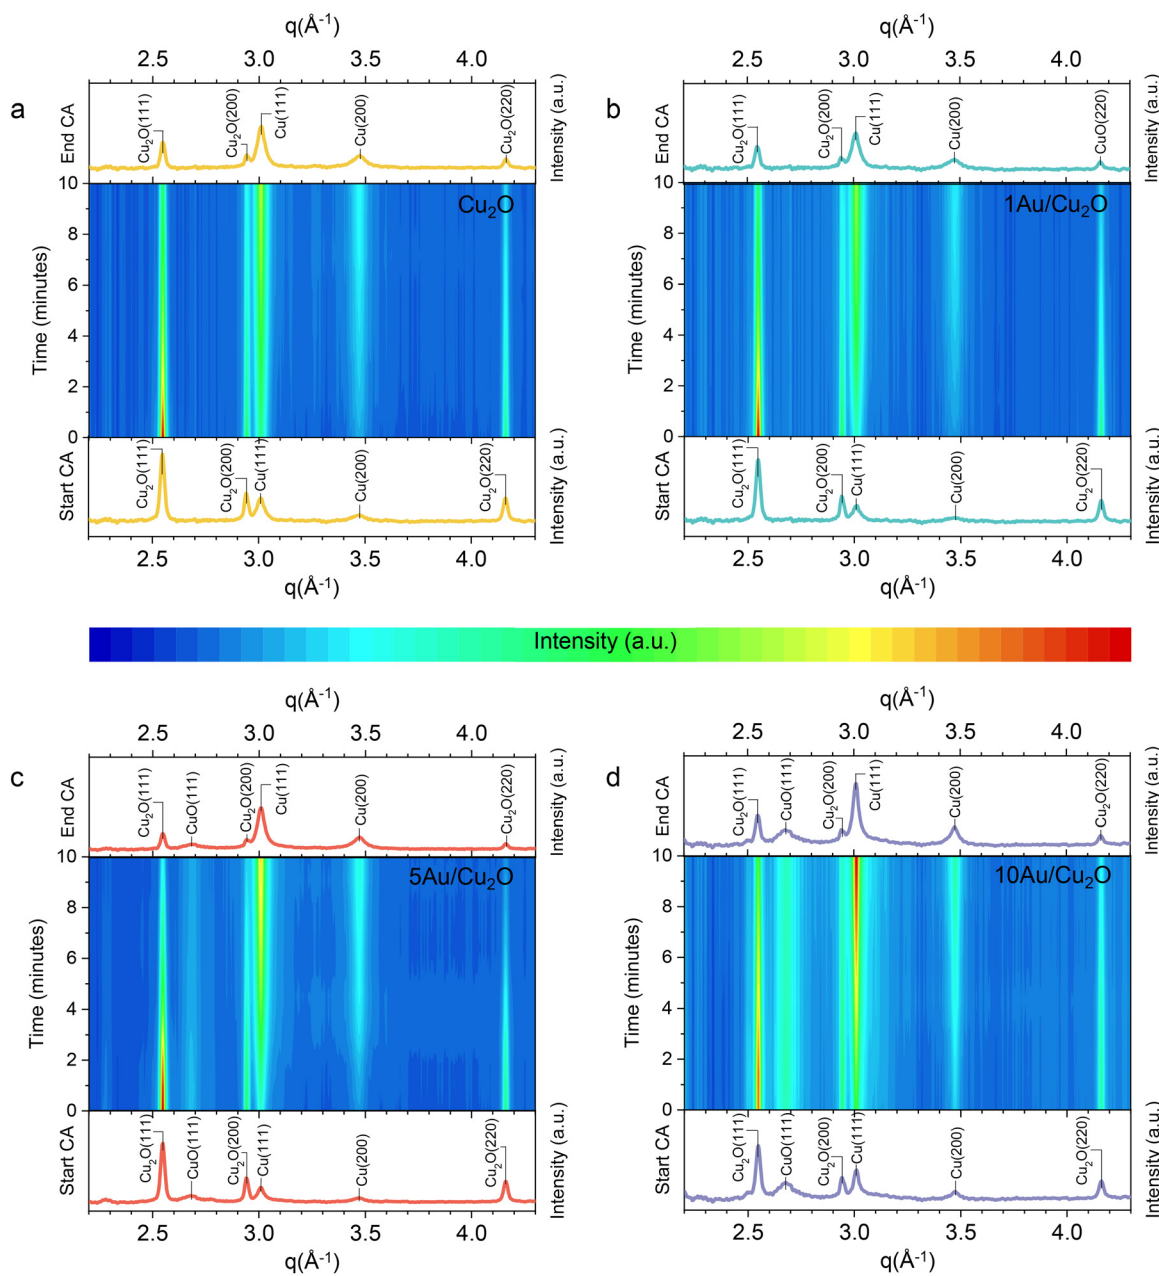 q(Å⁻¹)
2.5 3.0 3.5 4.0
a
End CA
Cu₂O(111)
Cu₂O(200)
Cu(111)
Cu(200)
Cu₂O(220)
Intensity (a.u.)
Cu₂O
Time (minutes)
10
8
6
4
2
0
Start CA
Cu₂O(111)
Cu₂O(200)
Cu(111)
Cu(200)
Cu₂O(220)
Intensity (a.u.)
2.5 3.0 3.5 4.0
q(Å⁻¹)
q(Å⁻¹)
2.5 3.0 3.5 4.0
b
End CA
Cu₂O(111)
Cu₂O(200)
Cu(111)
Cu(200)
CuO(220)
Intensity (a.u.)
1Au/Cu₂O
Time (minutes)
10
8
6
4
2
0
Start CA
Cu₂O(111)
Cu₂O(200)
Cu(111)
Cu(200)
Cu₂O(220)
Intensity (a.u.)
2.5 3.0 3.5 4.0
q(Å⁻¹)
Intensity (a.u.)
q(Å⁻¹)
2.5 3.0 3.5 4.0
c
End CA
Cu₂O(111)
CuO(111)
Cu₂O(200)
Cu(111)
Cu(200)
Cu₂O(220)
Intensity (a.u.)
5Au/Cu₂O
Time (minutes)
10
8
6
4
2
0
Start CA
Cu₂O(111)
CuO(111)
Cu₂O(200)
Cu(111)
Cu(200)
Cu₂O(220)
Intensity (a.u.)
2.5 3.0 3.5 4.0
q(Å⁻¹)
q(Å⁻¹)
2.5 3.0 3.5 4.0
d
End CA
Cu₂O(111)
CuO(111)
Cu₂O(200)
Cu(111)
Cu(200)
Cu₂O(220)
Intensity (a.u.)
10Au/Cu₂O
Time (minutes)
10
8
6
4
2
0
Start CA
Cu₂O(111)
CuO(111)
Cu₂O(200)
Cu(111)
Cu(200)
Cu₂O(220)
Intensity (a.u.)
2.5 3.0 3.5 4.0
q(Å⁻¹)